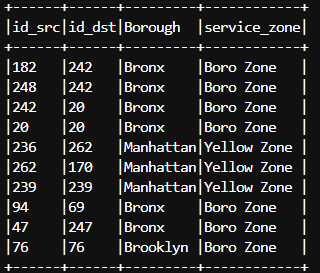 +------+------+---------+------------+
|id_src|id_dst|Borough  |service_zone|
+------+------+---------+------------+
|182   |242   |Bronx    |Boro Zone   |
|248   |242   |Bronx    |Boro Zone   |
|242   |20    |Bronx    |Boro Zone   |
|20    |20    |Bronx    |Boro Zone   |
|236   |262   |Manhattan|Yellow Zone |
|262   |170   |Manhattan|Yellow Zone |
|239   |239   |Manhattan|Yellow Zone |
|94    |69    |Bronx    |Boro Zone   |
|47    |247   |Bronx    |Boro Zone   |
|76    |76    |Brooklyn |Boro Zone   |
+------+------+---------+------------+